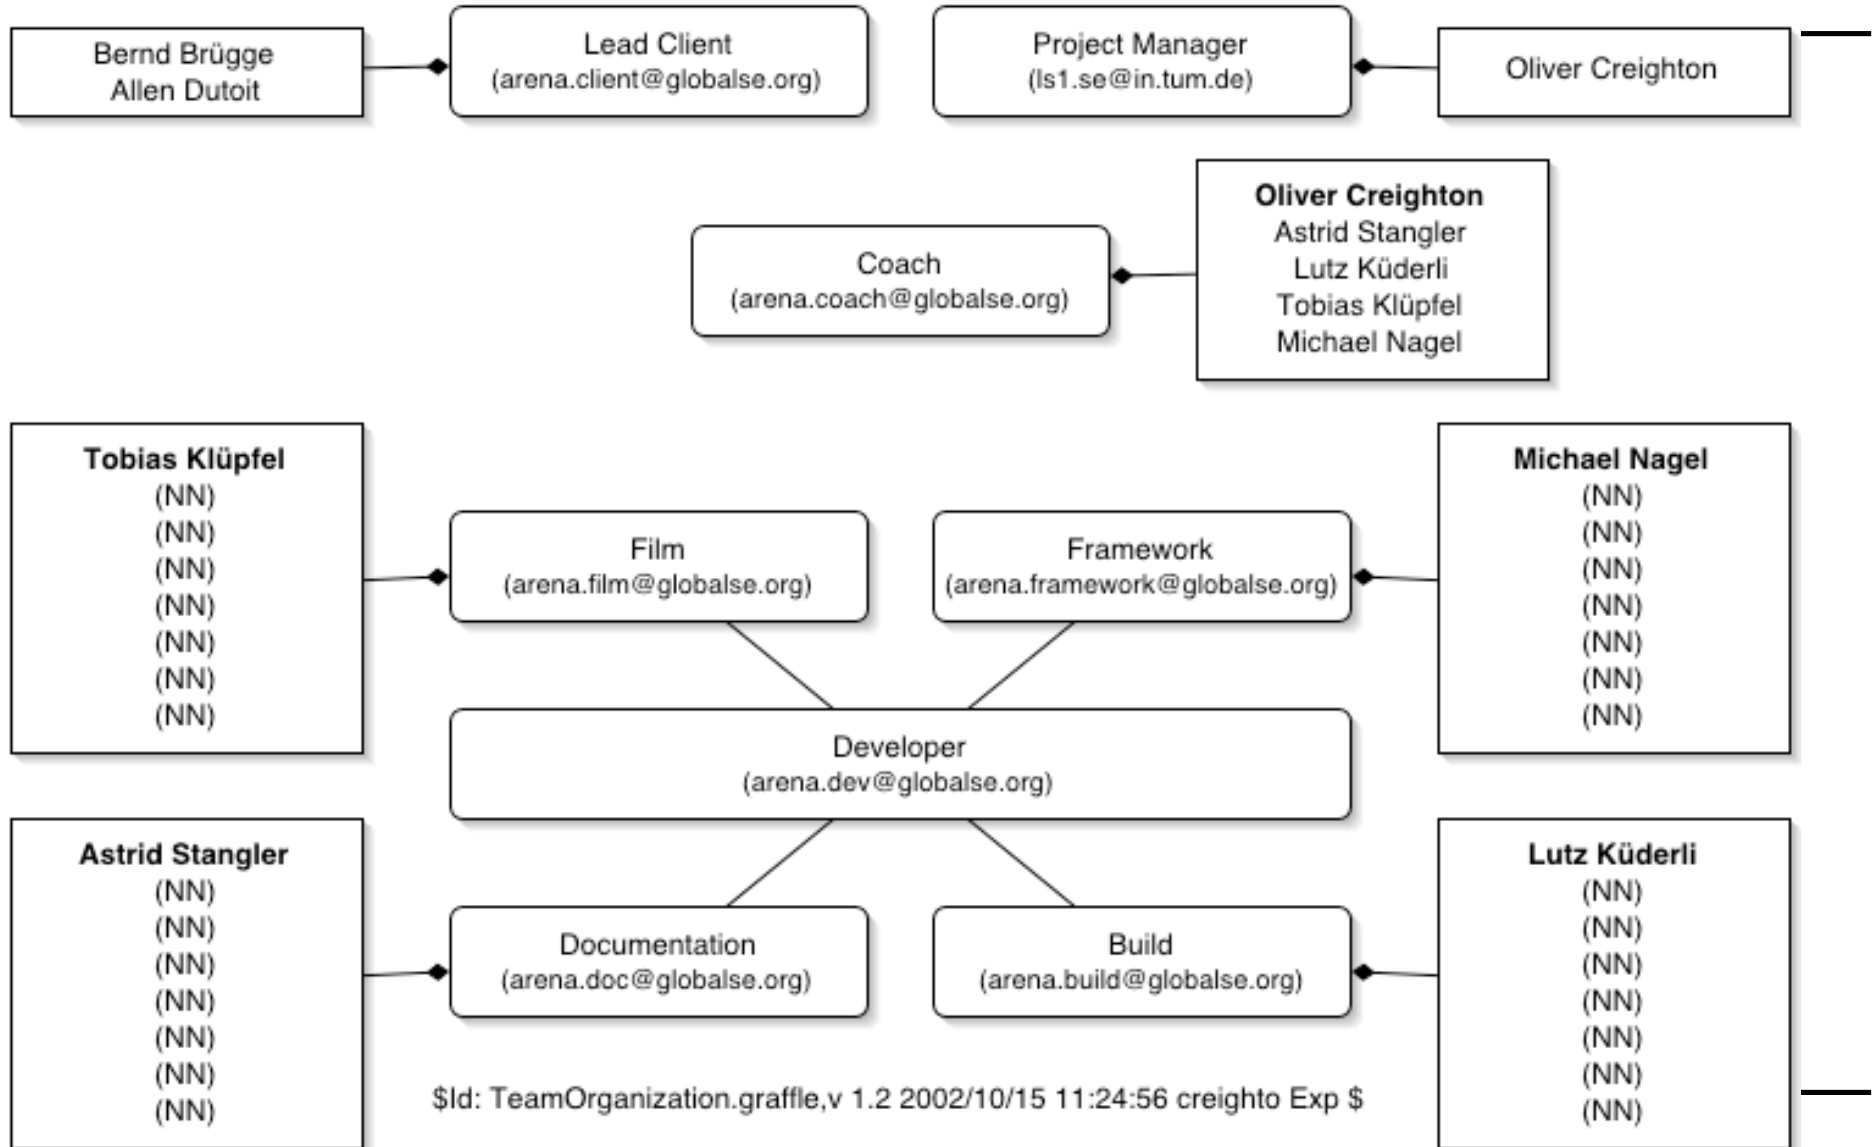 Bernd Brügge
Allen Dutoit
Lead Client
(arena.client@globalse.org)
Project Manager
(ls1.se@in.tum.de)
Oliver Creighton
Coach
(arena.coach@globalse.org)
Oliver Creighton
Astrid Stangler
Lutz Küderli
Tobias Klüpfel
Michael Nagel
Tobias Klüpfel
(NN)
(NN)
(NN)
(NN)
(NN)
(NN)
(NN)
Film
(arena.film@globalse.org)
Framework
(arena.framework@globalse.org)
Michael Nagel
(NN)
(NN)
(NN)
(NN)
(NN)
(NN)
(NN)
Developer
(arena.dev@globalse.org)
Astrid Stangler
(NN)
(NN)
(NN)
(NN)
(NN)
(NN)
(NN)
Documentation
(arena.doc@globalse.org)
Build
(arena.build@globalse.org)
Lutz Küderli
(NN)
(NN)
(NN)
(NN)
(NN)
(NN)
(NN)
$Id: TeamOrganization.graffle,v 1.2 2002/10/15 11:24:56 creighto Exp $